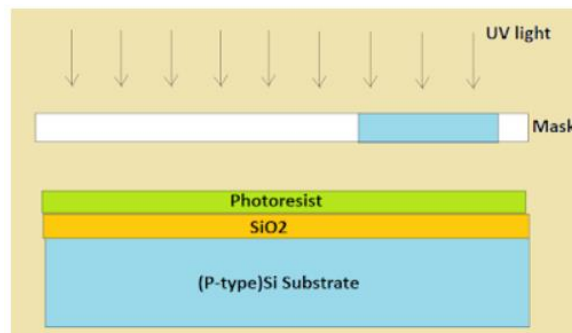 UV light
Mask
Photoresist
SiO2
(P-type)Si Substrate